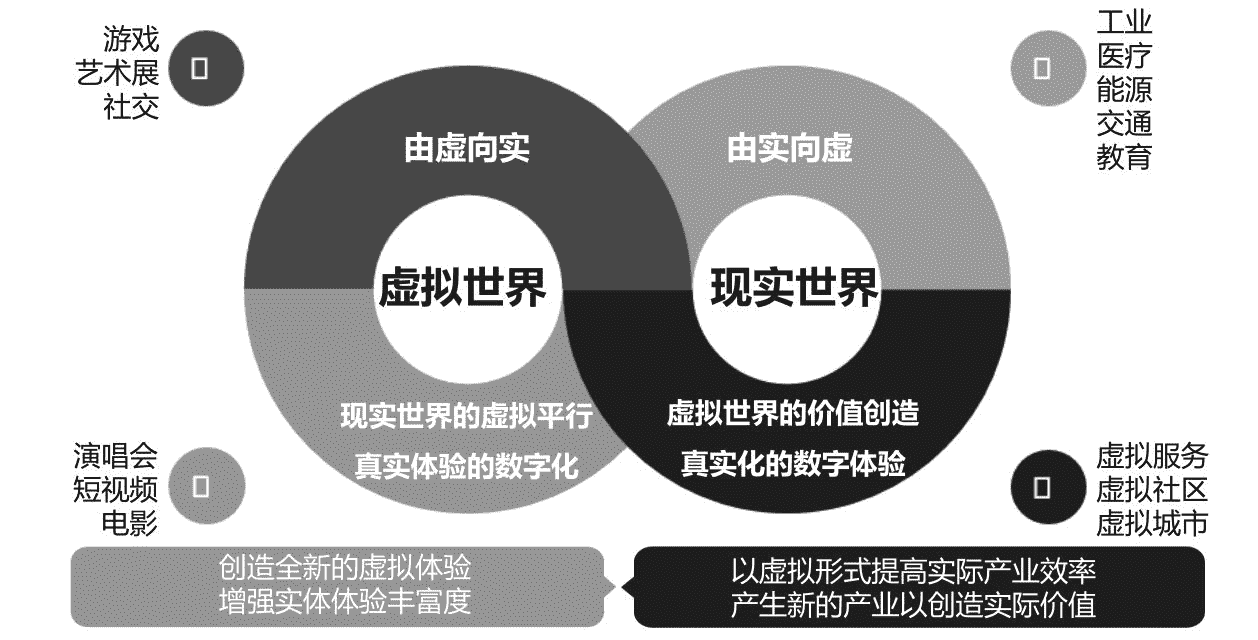 游戏
艺术展
社交
工业
医疗
能源
交通
教育
由虚向实
由实向虚
虚拟世界
现实世界
现实世界的虚拟平行
真实体验的数字化
虚拟世界的价值创造
真实化的数字体验
演唱会
短视频
电影
虚拟服务
虚拟社区
虚拟城市
创造全新的虚拟体验
增强实体体验丰富度
以虚拟形式提高实际产业效率
产生新的产业以创造实际价值